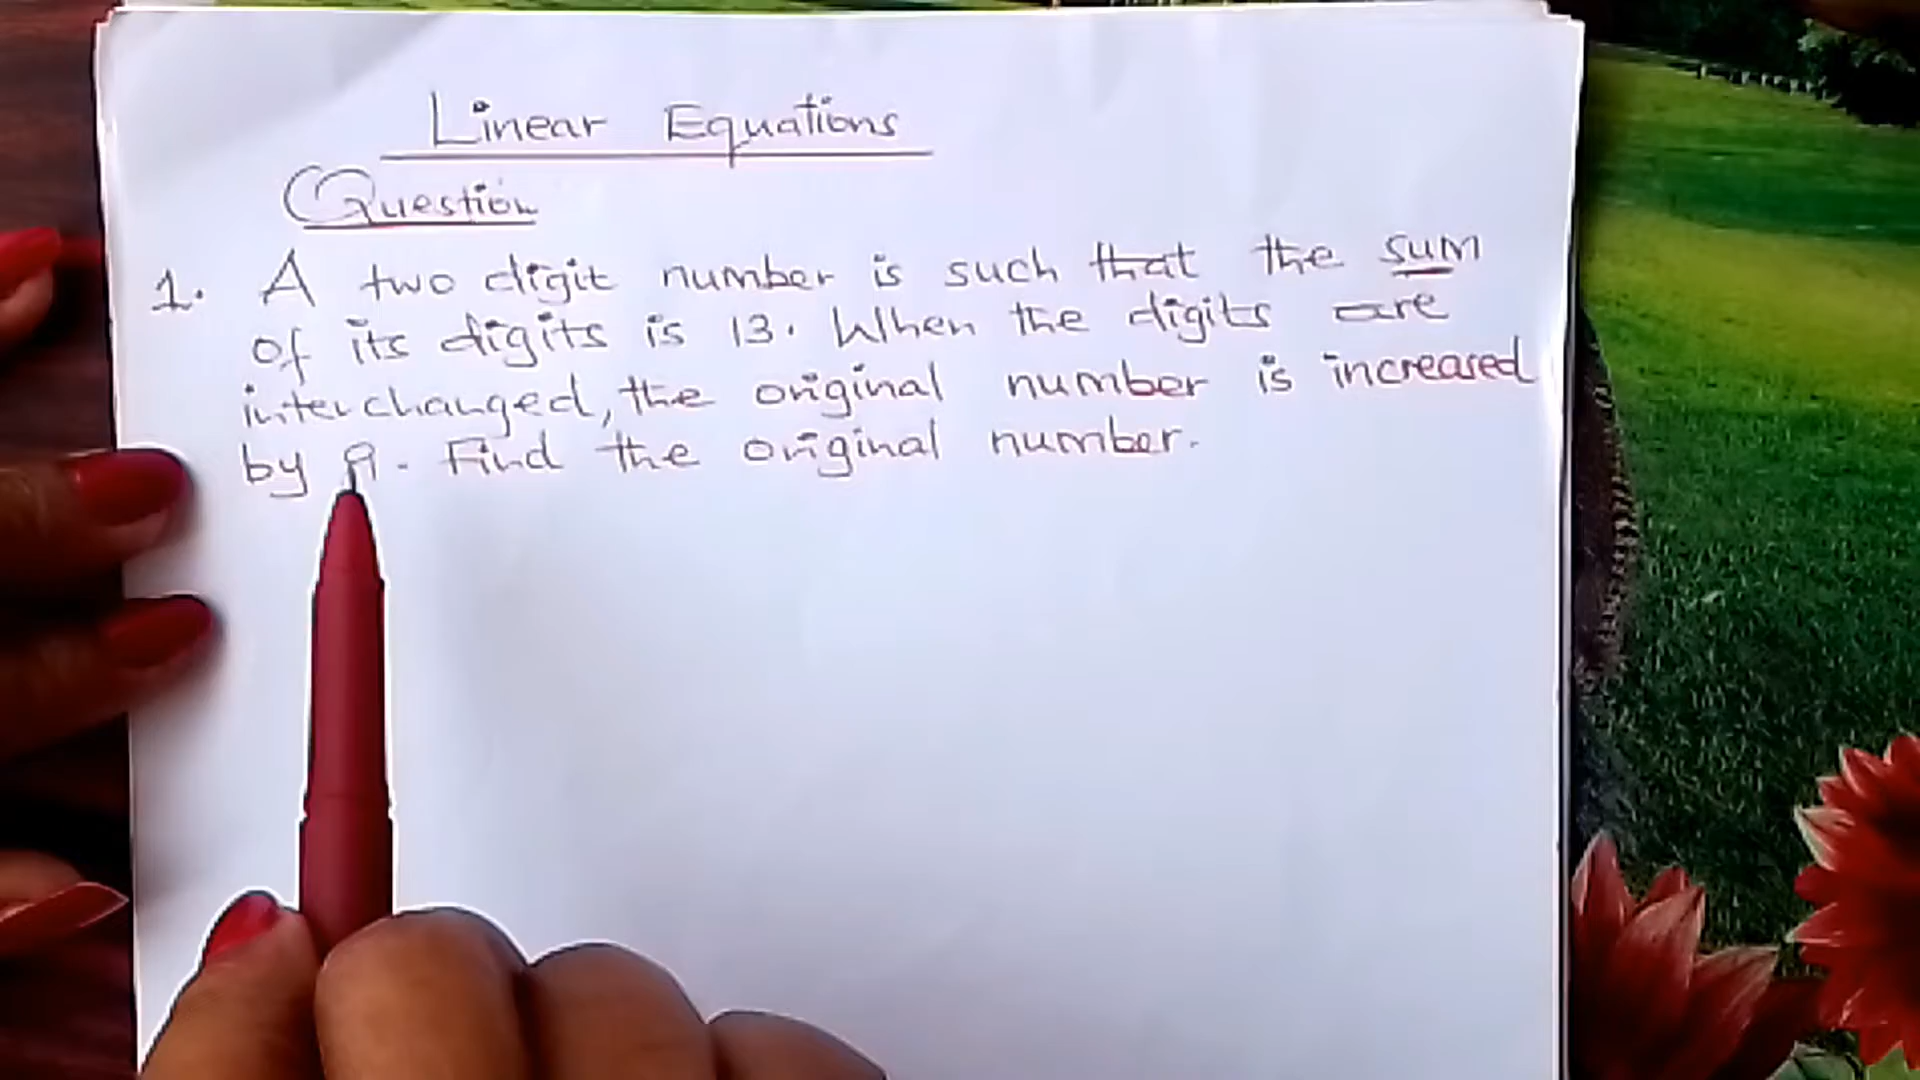 Linear Equations
Question
1. A two digit number is such that the sum
of its digits is 13. When the digits are
interchanged, the original number is increased
by 9. Find the original number.